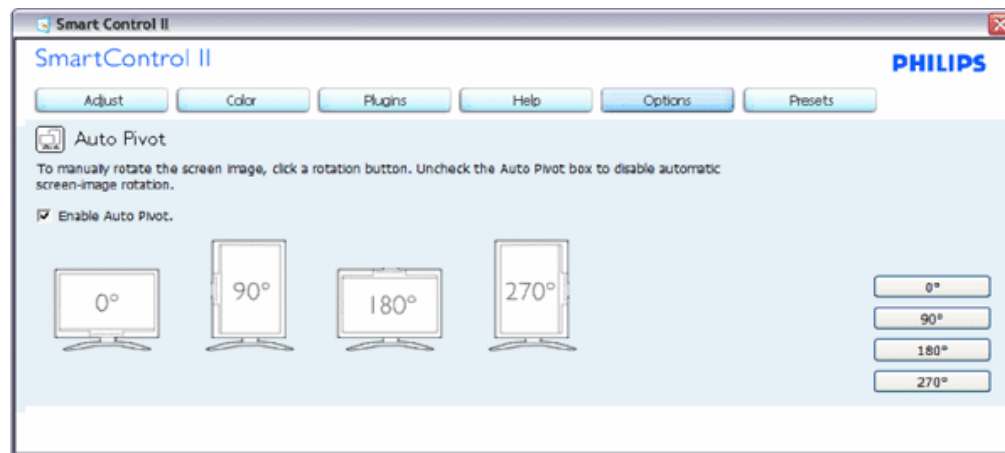 Smart Control II
SmartControl II
PHILIPS
Adjust
Color
Plugins
Help
Options
Presets
Auto Pivot
To manually rotate the screen image, click a rotation button. Uncheck the Auto Pivot box to disable automatic
screen-image rotation.
Enable Auto Pivot.
0°
90°
180°
270°
0°
90°
180°
270°